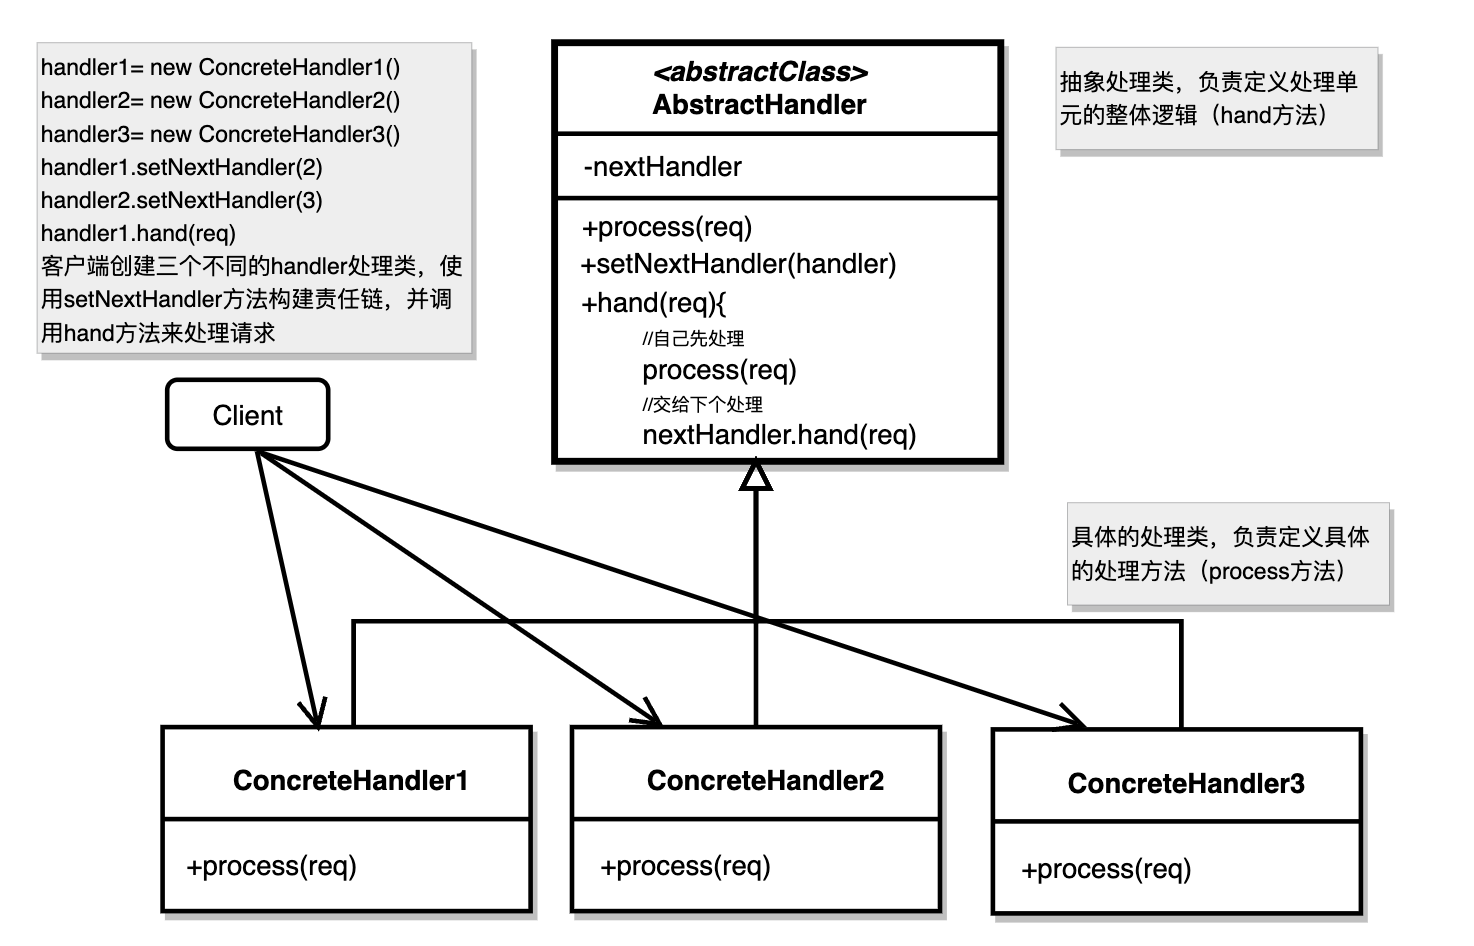 handler1= new ConcreteHandler1()
handler2= new ConcreteHandler2()
handler3= new ConcreteHandler3()
handler1.setNextHandler(2)
handler2.setNextHandler(3)
handler1.hand(req)
客户端创建三个不同的handler处理类，使
用setNextHandler方法构建责任链，并调
用hand方法来处理请求
<abstractClass>
AbstractHandler
-nextHandler
+process(req)
+setNextHandler(handler)
+hand(req){
//自己先处理
process(req)
//交给下个处理
nextHandler.hand(req)
抽象处理类，负责定义处理单
元的整体逻辑（hand方法）
Client
具体的处理类，负责定义具体
的处理方法（process方法）
ConcreteHandler1
+process(req)
ConcreteHandler2
+process(req)
ConcreteHandler3
+process(req)